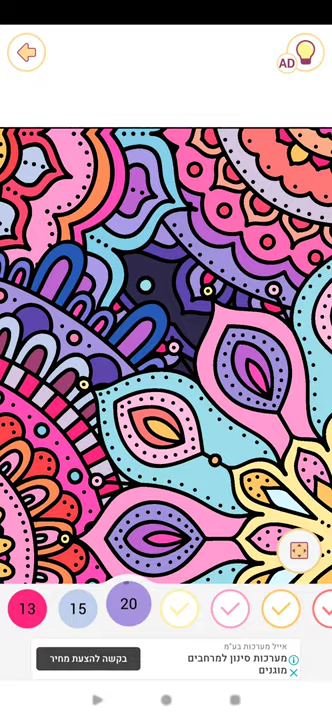 AD
13
15
20
אייל מערכות בע"מ
מערכות סינון למרחבים
מוגנים
בקשה להצעת מחיר